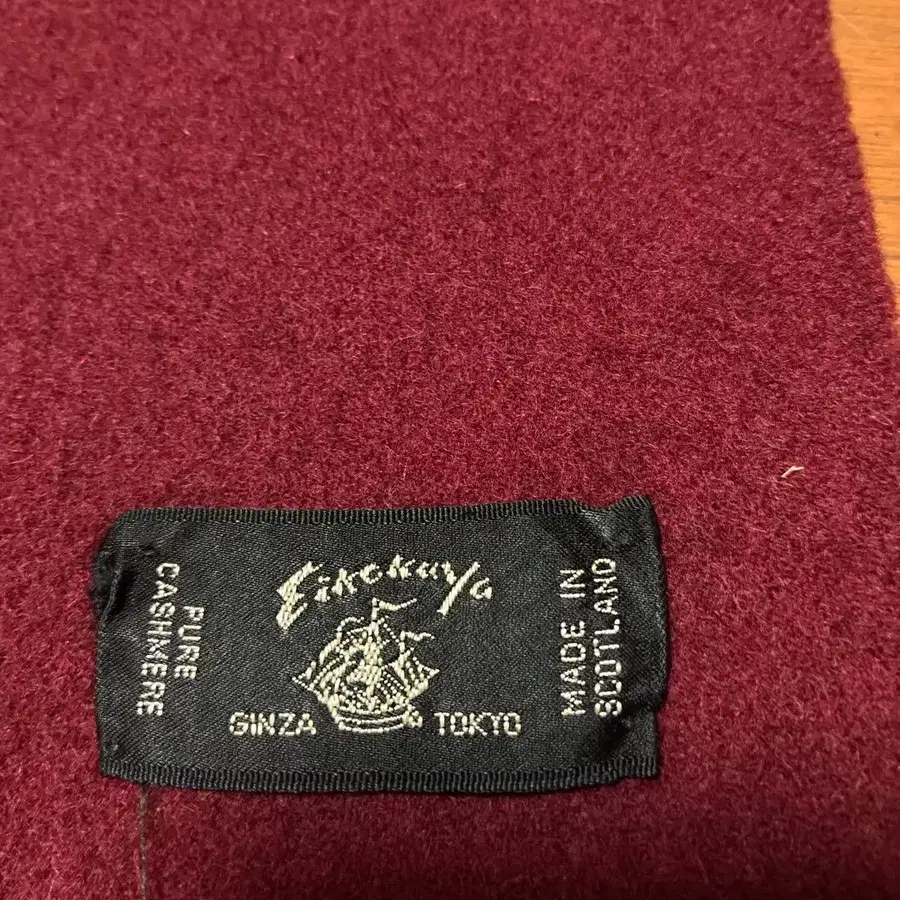 PURE
CASHMERE
Eikokuya
GINZA TOKYO
MADE IN
SCOTLAND